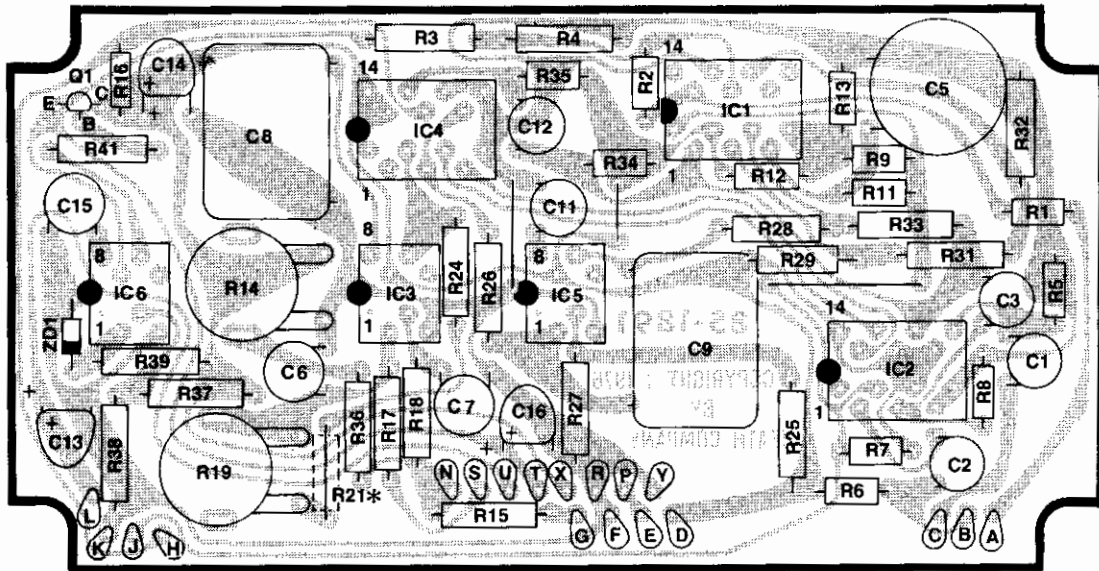 R3
R4
14
14
Q1
C
R16
C14
R35
R2
R13
C5
E
B
C8
IC4
C12
IC1
R32
R41
R34
R9
R12
R11
1
1
C15
C11
R1
R28
R33
8
8
8
R24
R26
R29
R31
IC6
R14
IC3
IC5
C3
R5
14
1
1
1
ZD1
C9
R39
C6
IC2
C1
R37
R36
R17
R18
C7
C16
R27
R8
1
C13
R38
R19
R25
R7
C2
R21*
N S U T X R P Y
R6
L
R15
K J H
G F E D
C B A